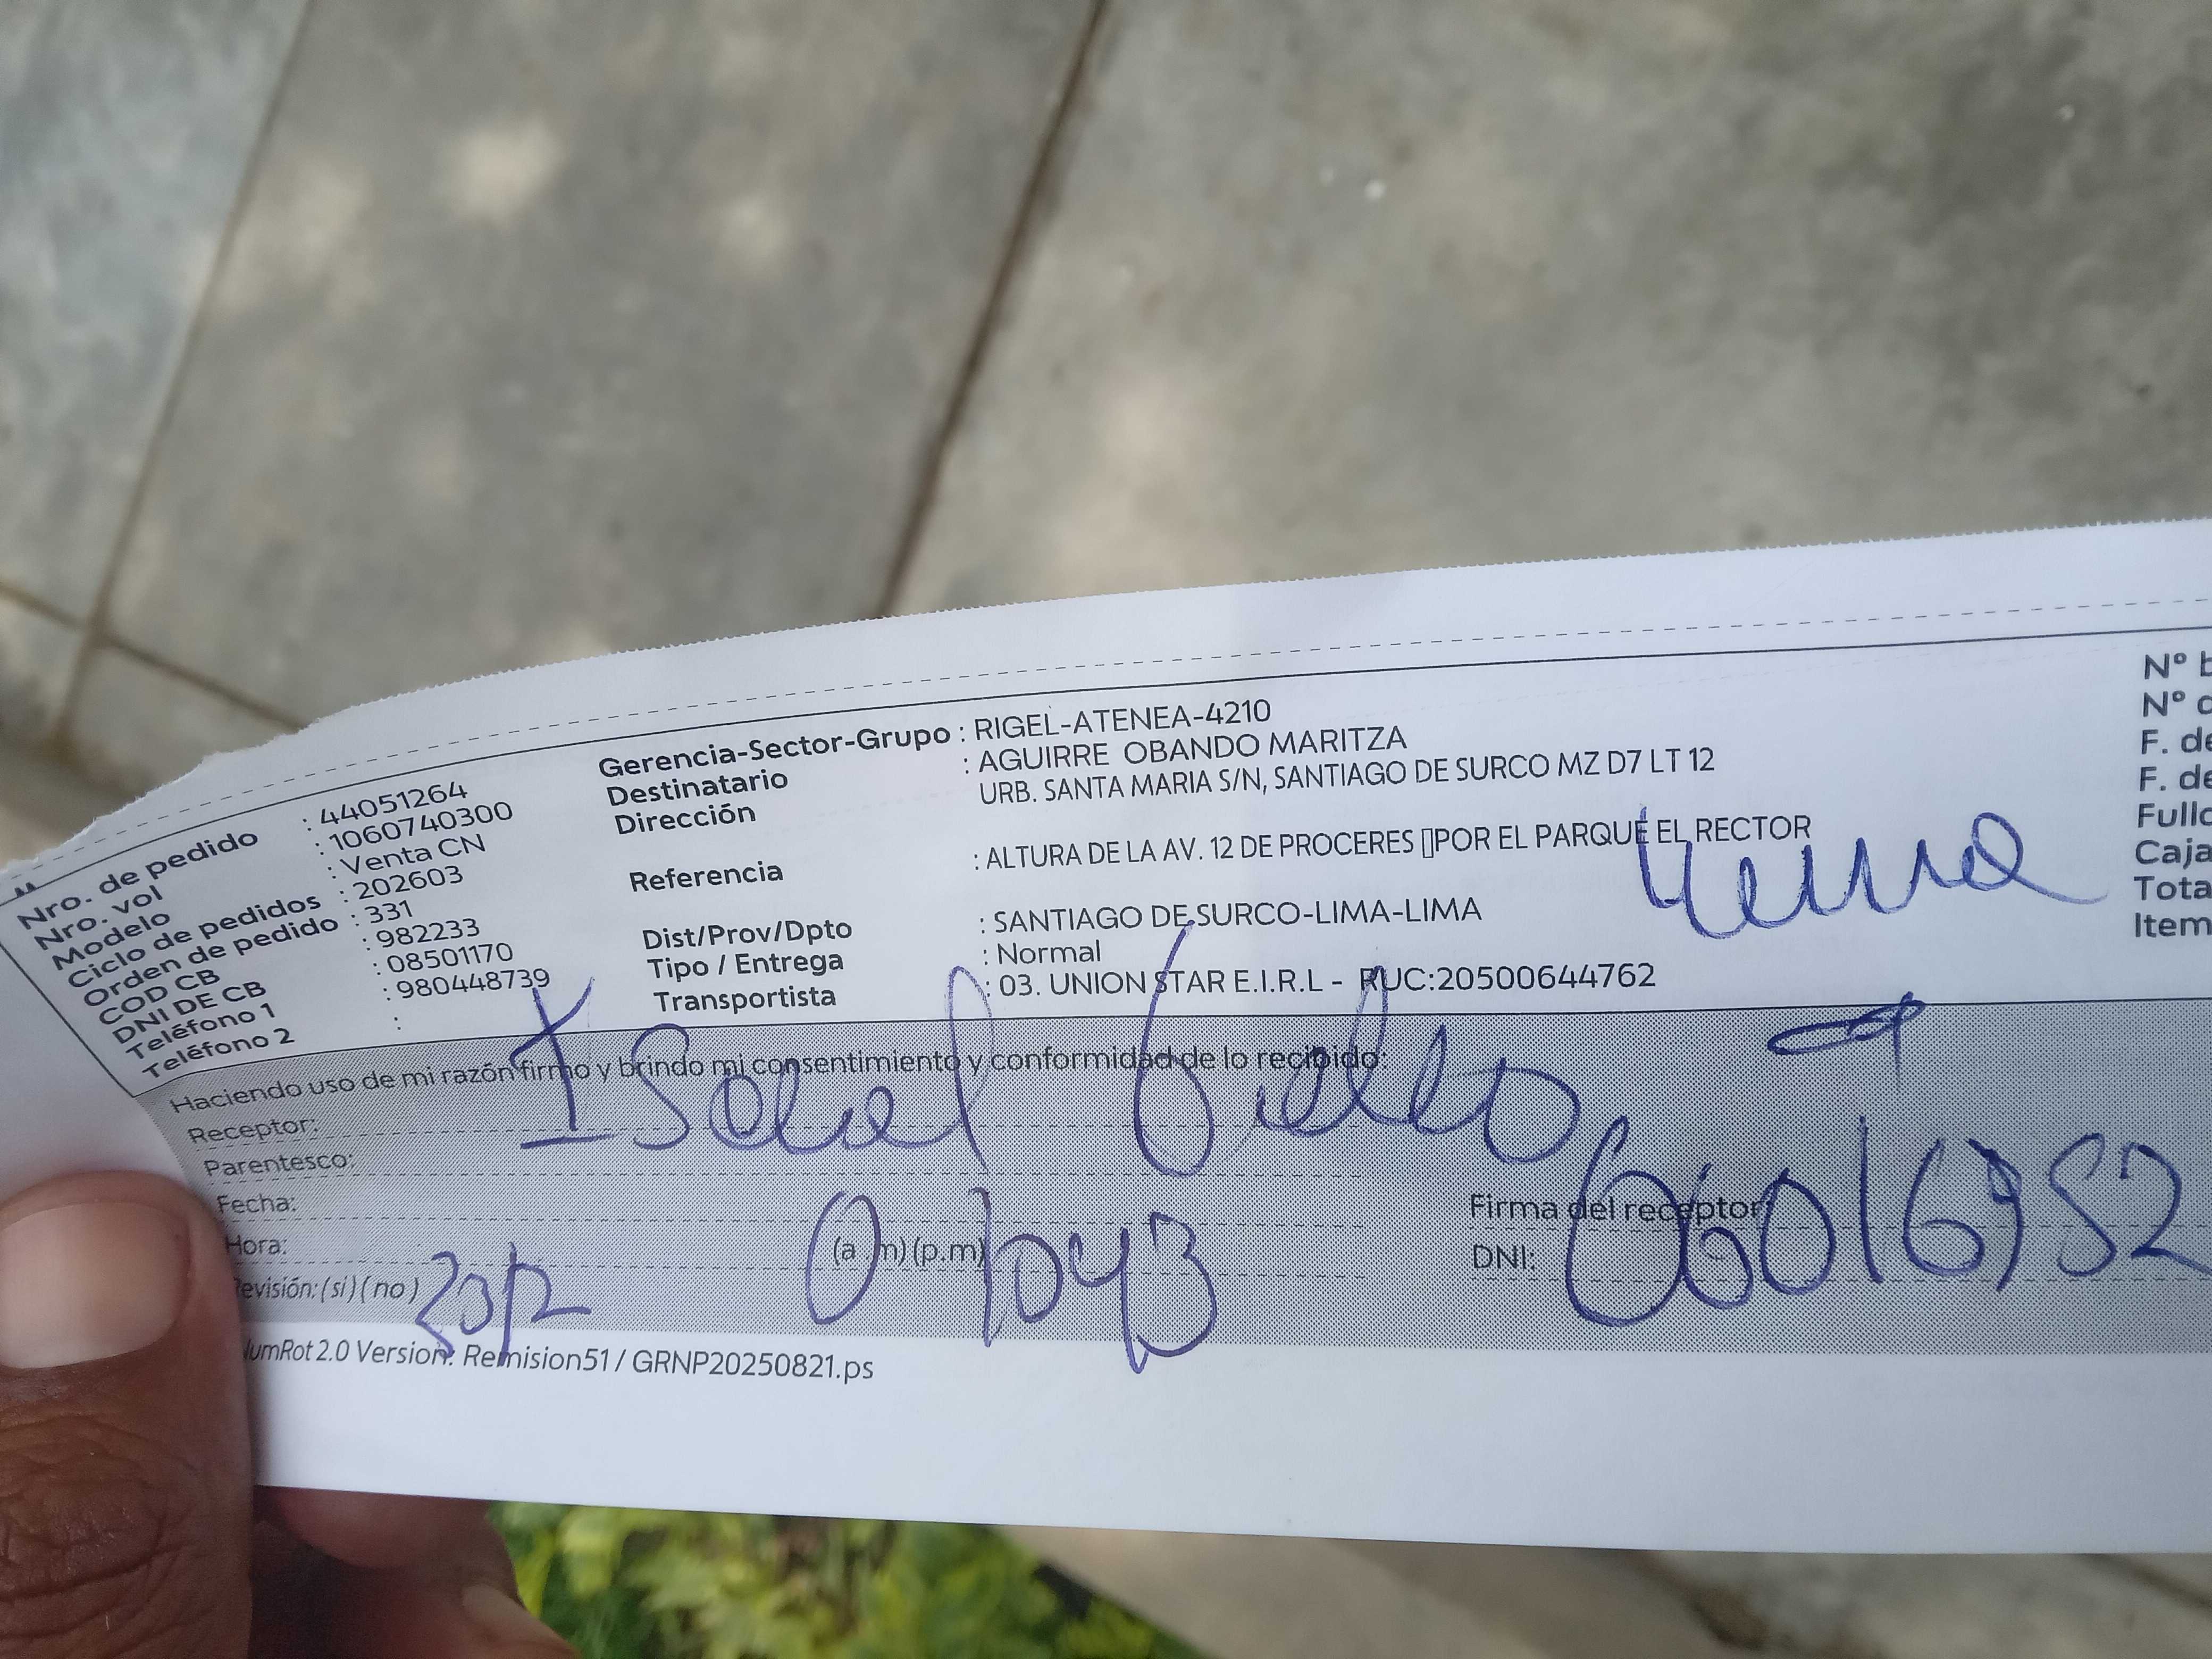 Nro. de pedido : 44051264
Nro. vol : 1060740300
Modelo : Venta CN
Ciclo de pedidos : 202603
Orden de pedido : 331
COD CB : 982233
DNI DE CB : 08501170
Teléfono 1 : 980448739
Teléfono 2 :
Gerencia-Sector-Grupo : RIGEL-ATENEA-4210
Destinatario : AGUIRRE OBANDO MARITZA
Dirección URB. SANTA MARIA S/N, SANTIAGO DE SURCO MZ D7 LT 12
Referencia : ALTURA DE LA AV. 12 DE PROCERES ▯POR EL PARQUE EL RECTOR
Dist/Prov/Dpto : SANTIAGO DE SURCO-LIMA-LIMA
Tipo / Entrega : Normal
Transportista : 03. UNION STAR E.I.R.L - RUC:20500644762
Nº
Nº
F. de
F. de
Caja
Tota
Item
Haciendo uso de mi razón firmo y brindo mi consentimiento y conformidad de lo recibido:
Receptor: Isabel
Parentesco:
Fecha:
Hora: (a m) (p.m)
Revisión: (si) (no)
Firma del receptor
DNI:
NumRot 2.0 Version: Remision51 / GRNP20250821.ps